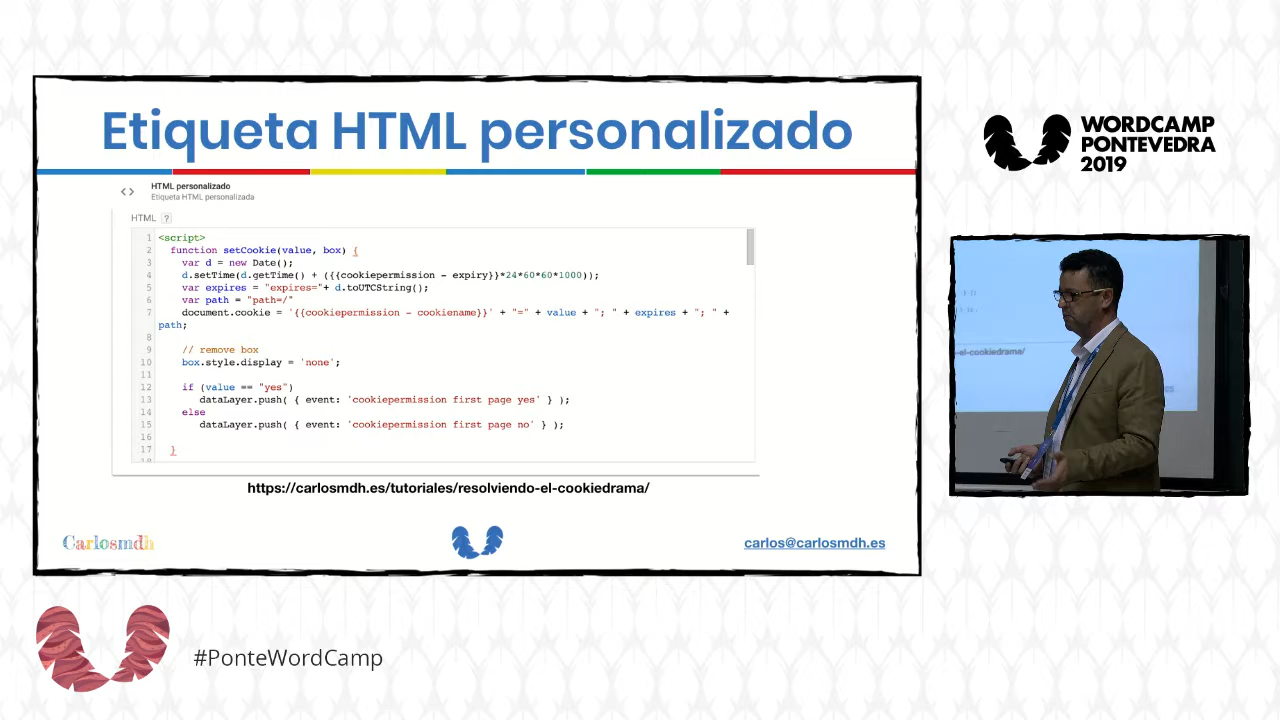 Etiqueta HTML personalizado
HTML personalizado
Etiqueta HTML personalizada
HTML ?
1 <script>
2 function setCookie(value, box) {
3 var d = new Date();
4 d.setTime(d.getTime() + ({{cookiepermission - expiry}}*24*60*60*1000));
5 var expires = "expires="+ d.toUTCString();
6 var path = "path=/"
7 document.cookie = '{{cookiepermission - cookiename}}' + "=" + value + "; " + expires + "; " +
path;
8
9 // remove box
10 box.style.display = 'none';
11
12 if (value == "yes")
13 dataLayer.push( { event: 'cookiepermission first page yes' } );
14 else
15 dataLayer.push( { event: 'cookiepermission first page no' } );
16
17 }
18
https://carlosmdh.es/tutoriales/resolviendo-el-cookiedrama/
Carlosmdh
carlos@carlosmdh.es
WORDCAMP
PONTEVEDRA
2019
-el-cookiedrama/
#PonteWordCamp